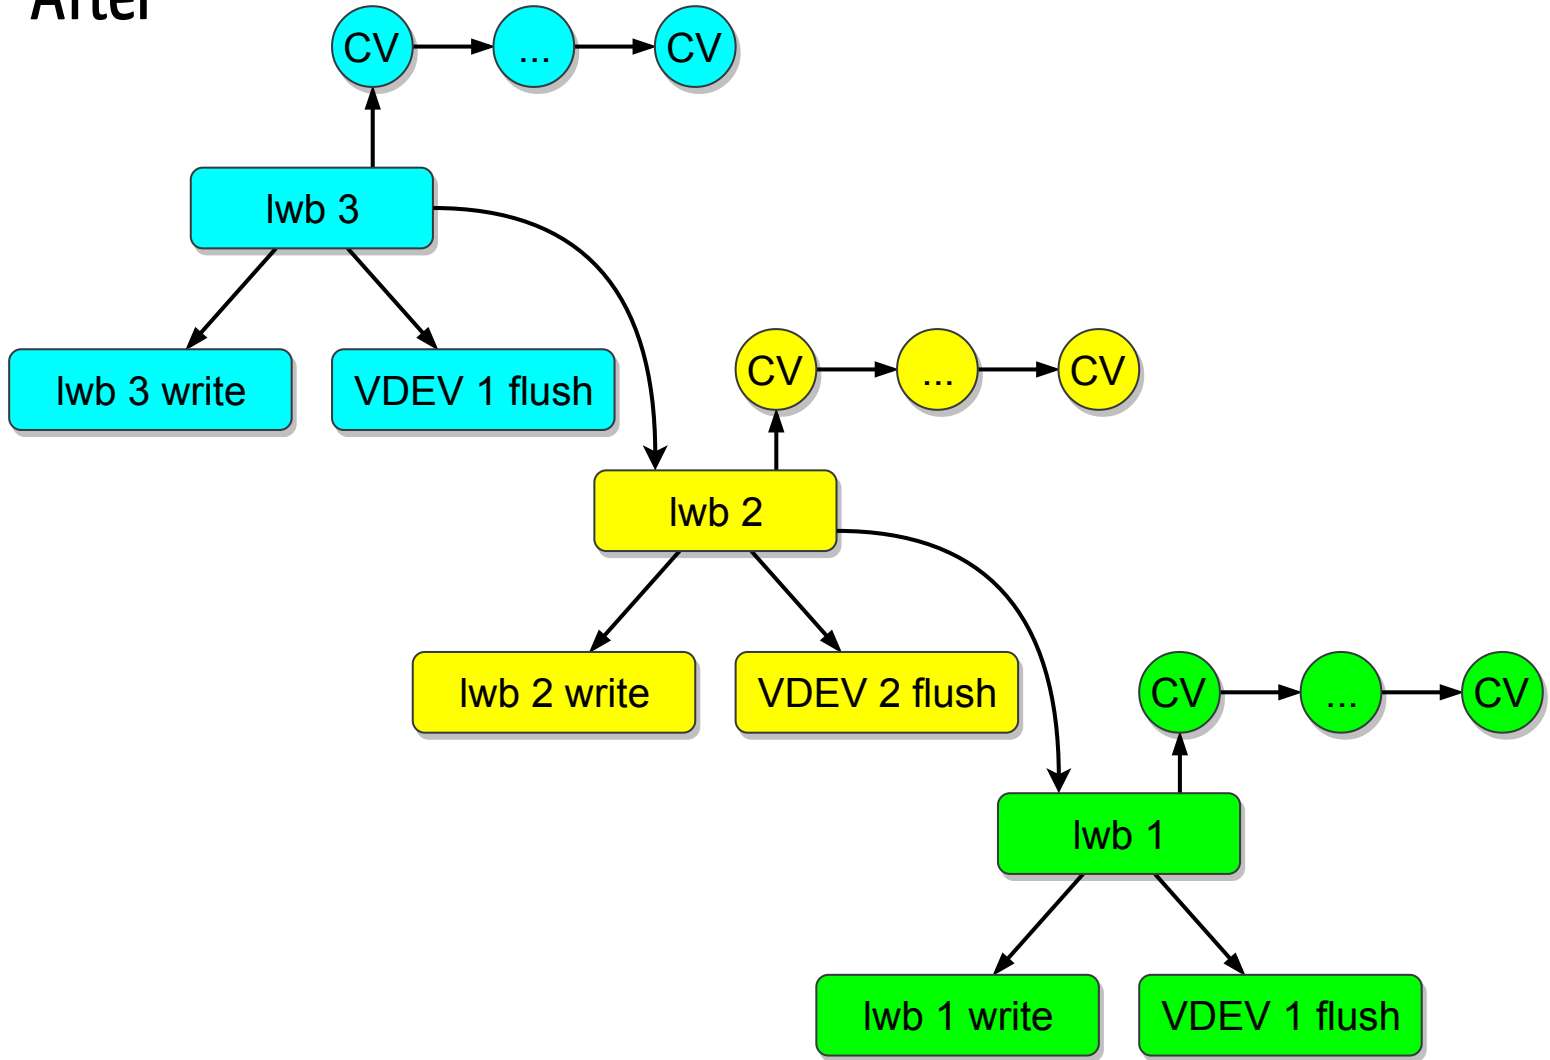 After
CV ... CV
lwb 3
lwb 3 write VDEV 1 flush
CV ... CV
lwb 2
lwb 2 write VDEV 2 flush
CV ... CV
lwb 1
lwb 1 write VDEV 1 flush